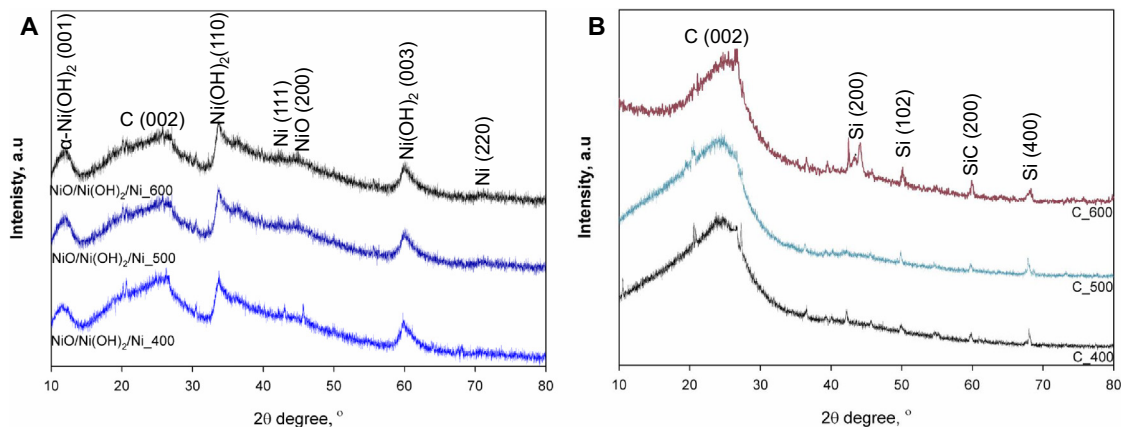 A
Intenisty, a.u
α-Ni(OH)2 (001)
C (002)
Ni(OH)2(110)
Ni (111)
NiO (200)
Ni(OH)2 (003)
Ni (220)
NiO/Ni(OH)2/Ni_600
NiO/Ni(OH)2/Ni_500
NiO/Ni(OH)2/Ni_400
10 20 30 40 50 60 70 80
2θ degree, °
B
Intensity, a.u
C (002)
Si (200)
Si (102)
SiC (200)
Si (400)
C_600
C_500
C_400
10 20 30 40 50 60 70 80
2θ degree, °